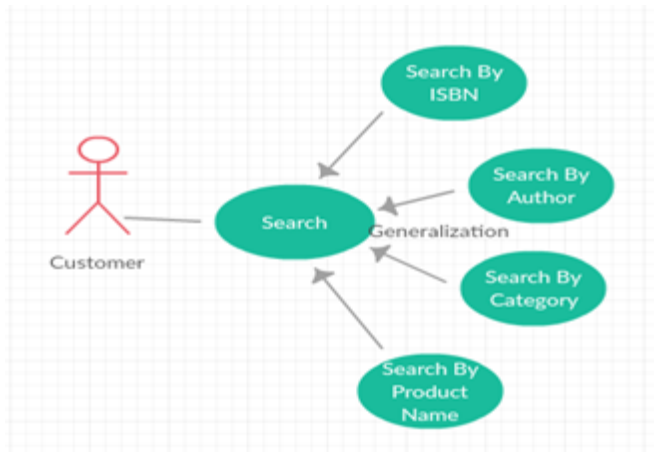 Search By
ISBN
Search By
Author
Search
Generalization
Customer
Search By
Category
Search By
Product
Name